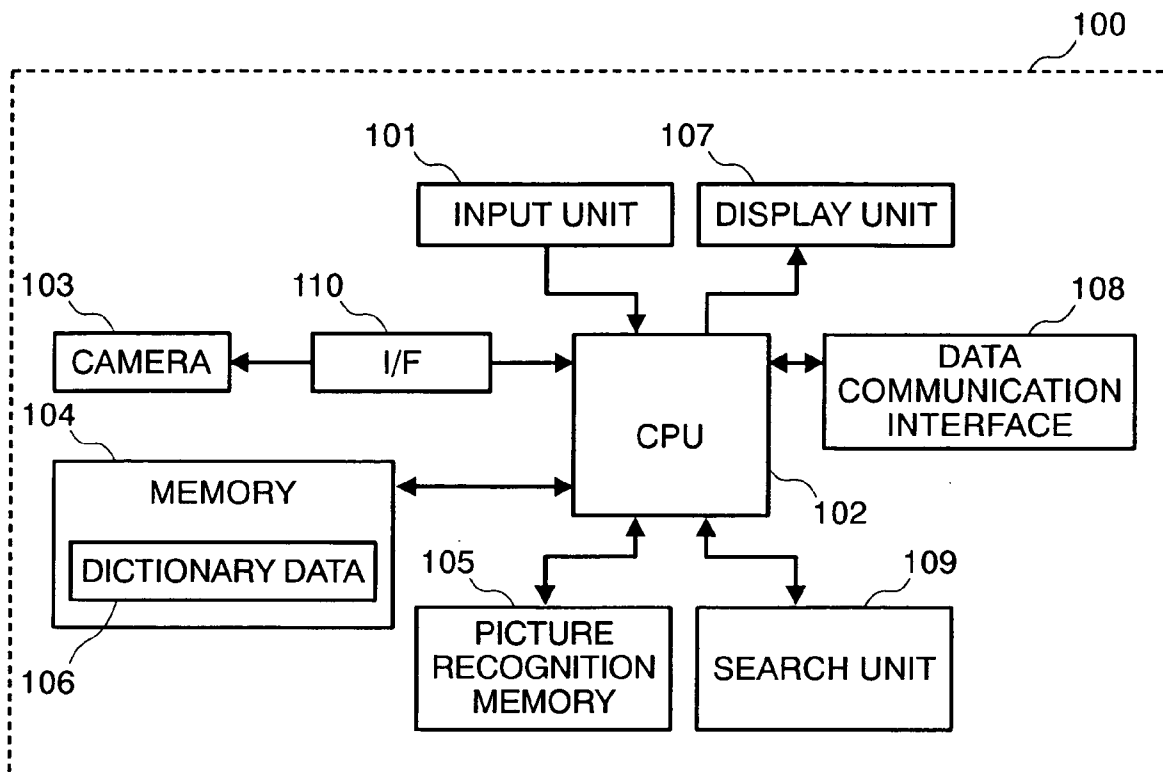 100
101
107
INPUT UNIT
DISPLAY UNIT
103
110
108
CAMERA
I/F
DATA
COMMUNICATION
INTERFACE
CPU
104
MEMORY
102
DICTIONARY DATA
105
109
106
PICTURE
RECOGNITION
MEMORY
SEARCH UNIT